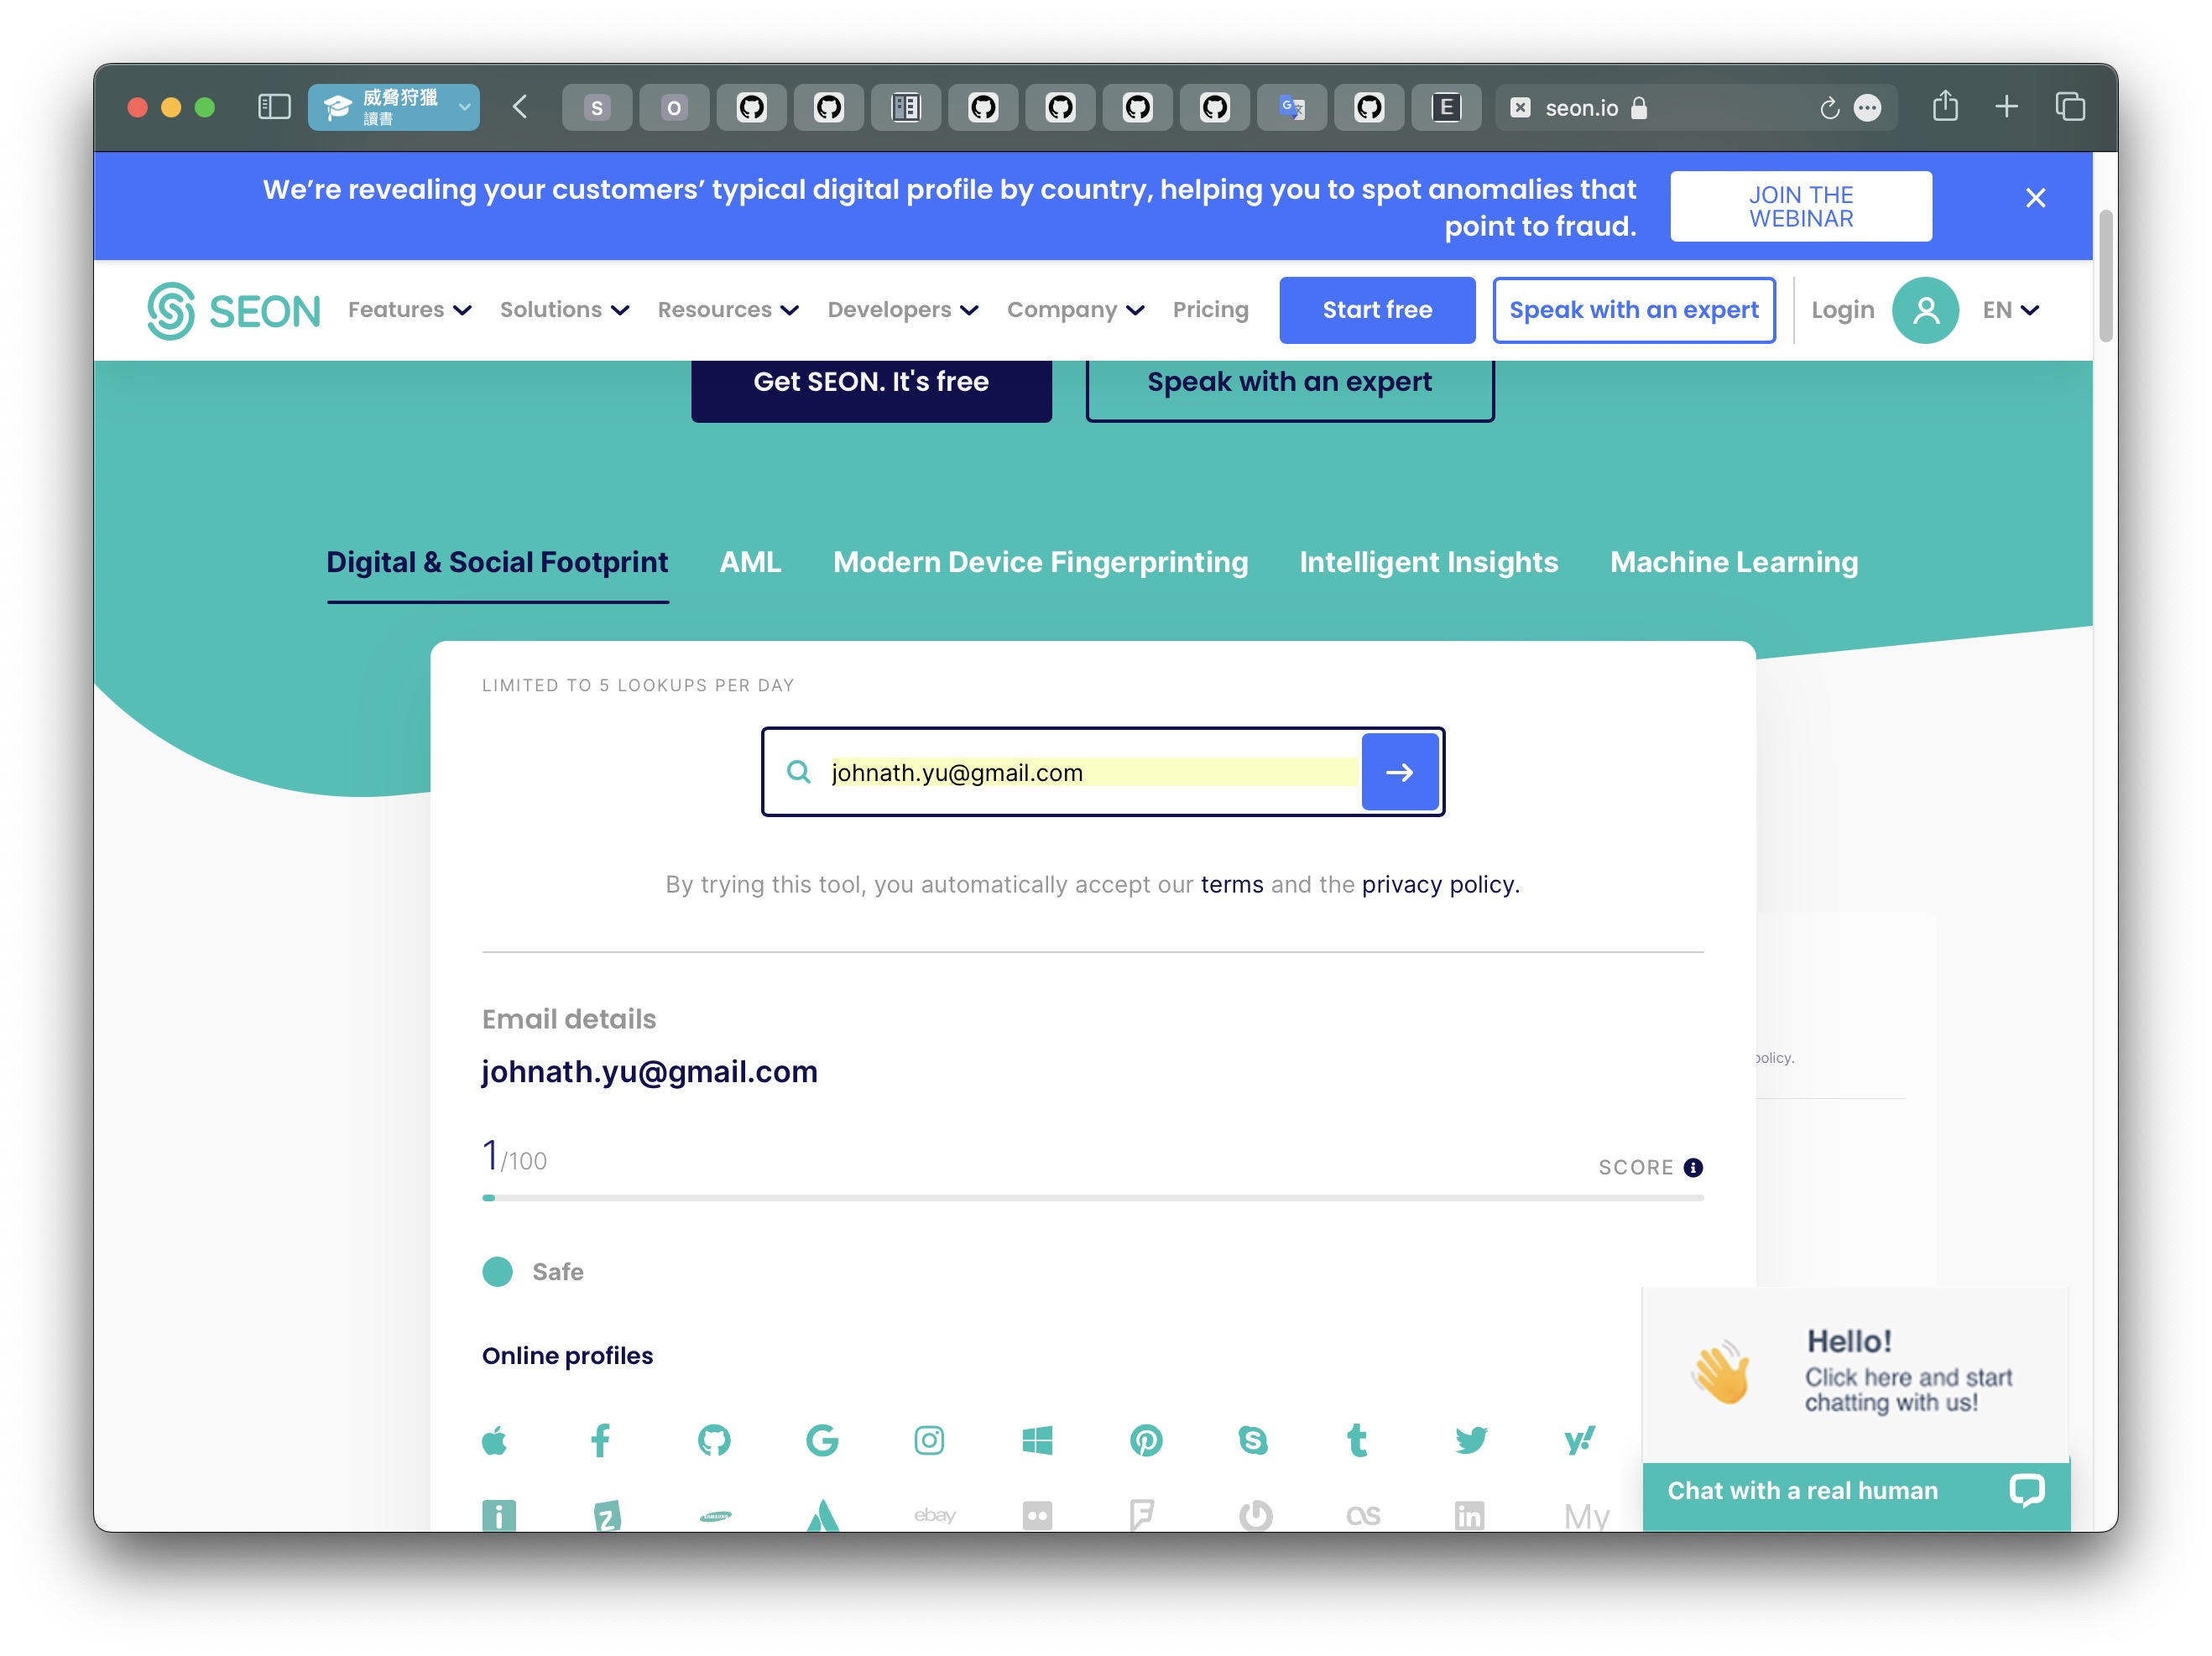 威脅狩獵
讀書
S
O
E
seon.io
We're revealing your customers' typical digital profile by country, helping you to spot anomalies that
point to fraud.
JOIN THE
WEBINAR
SEON
Features
Solutions
Resources
Developers
Company
Pricing
Start free
Speak with an expert
Login
EN
Get SEON. It's free
Speak with an expert
Digital & Social Footprint
AML
Modern Device Fingerprinting
Intelligent Insights
Machine Learning
LIMITED TO 5 LOOKUPS PER DAY
johnath.yu@gmail.com
By trying this tool, you automatically accept our terms and the privacy policy.
policy.
Email details
johnath.yu@gmail.com
1/100
SCORE
Safe
Online profiles
Hello!
Click here and start
chatting with us!
Chat with a real human
SAMSUNG
ebay
My